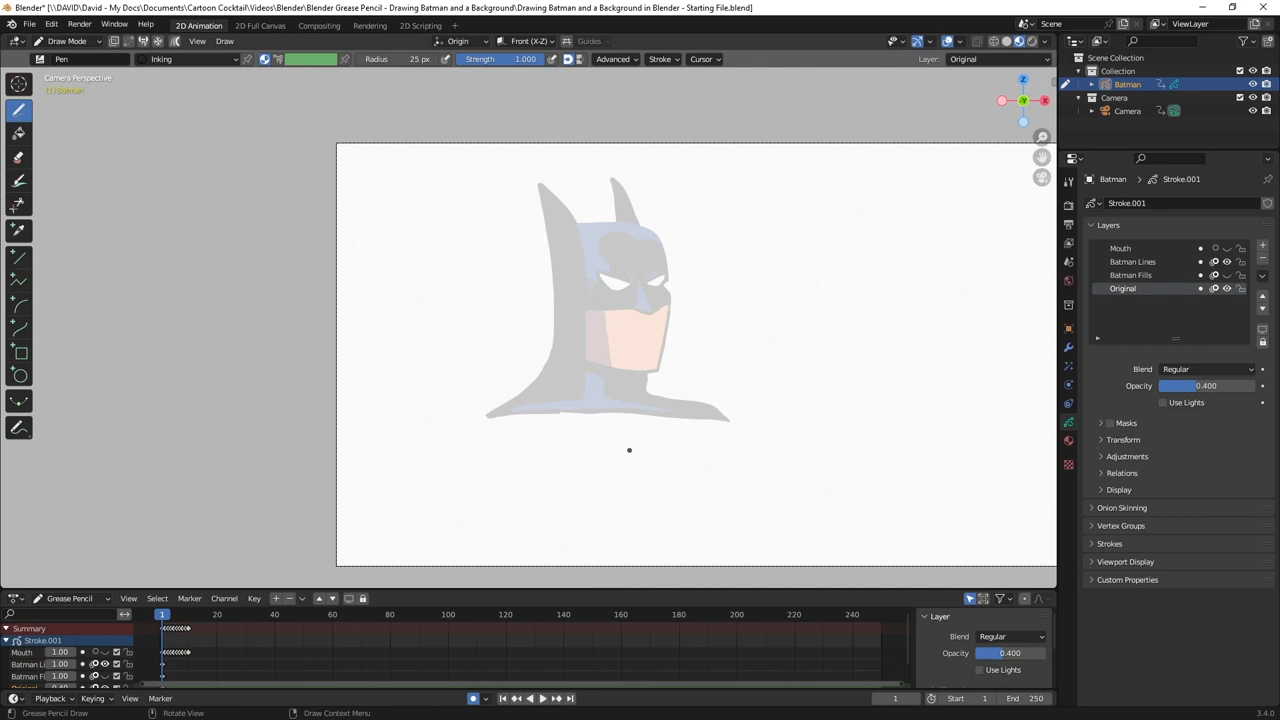 Blender* [\\DAVID\David - My Docs\Documents\Cartoon Cocktail\Videos\Blender\Blender Grease Pencil - Drawing Batman and a Background\Drawing Batman and a Background in Blender - Starting File.blend]
File Edit Render Window Help 2D Animation 2D Full Canvas Compositing Rendering 2D Scripting Scene ViewLayer
Draw Mode View Draw Origin Front (X-Z) Guides
Pen Inking Radius 25 px Strength 1.000 Advanced Stroke Cursor Layer: Original
Camera Perspective
(1) Batman
Z
-Y X
Scene Collection
Collection
Batman
Camera
Camera
Batman Stroke.001
Stroke.001
Layers
Mouth
Batman Lines
Batman Fills
Original
Blend Regular
Opacity 0.400
Use Lights
Masks
Transform
Adjustments
Relations
Display
Onion Skinning
Vertex Groups
Strokes
Viewport Display
Custom Properties
Grease Pencil View Select Marker Channel Key
1 20 40 60 80 100 120 140 160 180 200 220 240
Summary
Stroke.001
Mouth 1.00
Batman Li 1.00
Batman Fi 1.00
Layer
Blend Regular
Opacity 0.400
Use Lights
Playback Keying View Marker 1 Start 1 End 250
Grease Pencil Draw Rotate View Draw Context Menu 3.4.0